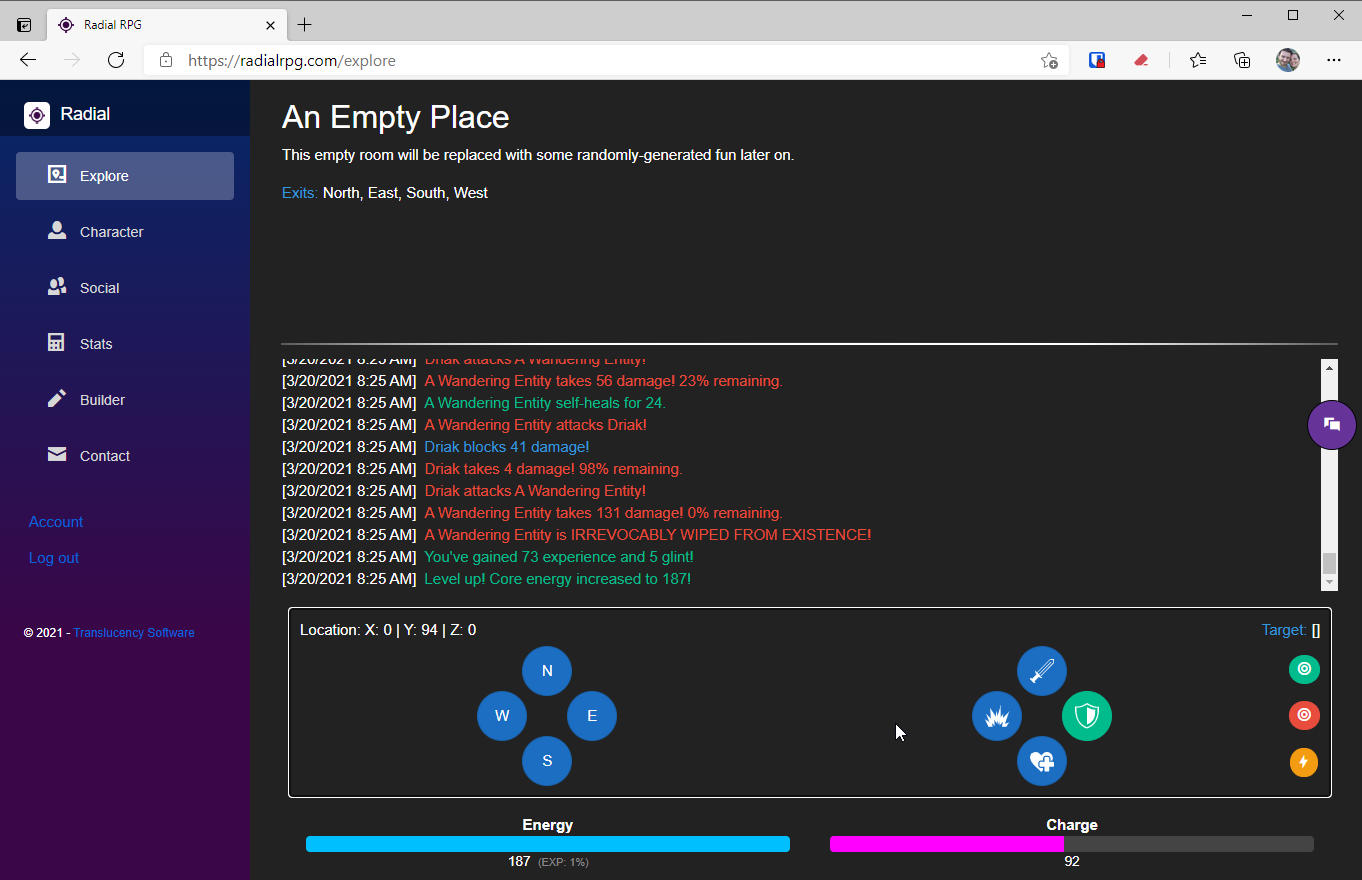 Radial RPG
https://radialrpg.com/explore
Radial
Explore
Character
Social
Stats
Builder
Contact
Account
Log out
© 2021 - Translucency Software
An Empty Place
This empty room will be replaced with some randomly-generated fun later on.
Exits: North, East, South, West
[3/20/2021 8:25 AM] Driak attacks A Wandering Entity!
[3/20/2021 8:25 AM] A Wandering Entity takes 56 damage! 23% remaining.
[3/20/2021 8:25 AM] A Wandering Entity self-heals for 24.
[3/20/2021 8:25 AM] A Wandering Entity attacks Driak!
[3/20/2021 8:25 AM] Driak blocks 41 damage!
[3/20/2021 8:25 AM] Driak takes 4 damage! 98% remaining.
[3/20/2021 8:25 AM] Driak attacks A Wandering Entity!
[3/20/2021 8:25 AM] A Wandering Entity takes 131 damage! 0% remaining.
[3/20/2021 8:25 AM] A Wandering Entity is IRREVOCABLY WIPED FROM EXISTENCE!
[3/20/2021 8:25 AM] You've gained 73 experience and 5 glint!
[3/20/2021 8:25 AM] Level up! Core energy increased to 187!
Location: X: 0 | Y: 94 | Z: 0
Target: []
N
W
E
S
Energy
187 (EXP: 1%)
Charge
92